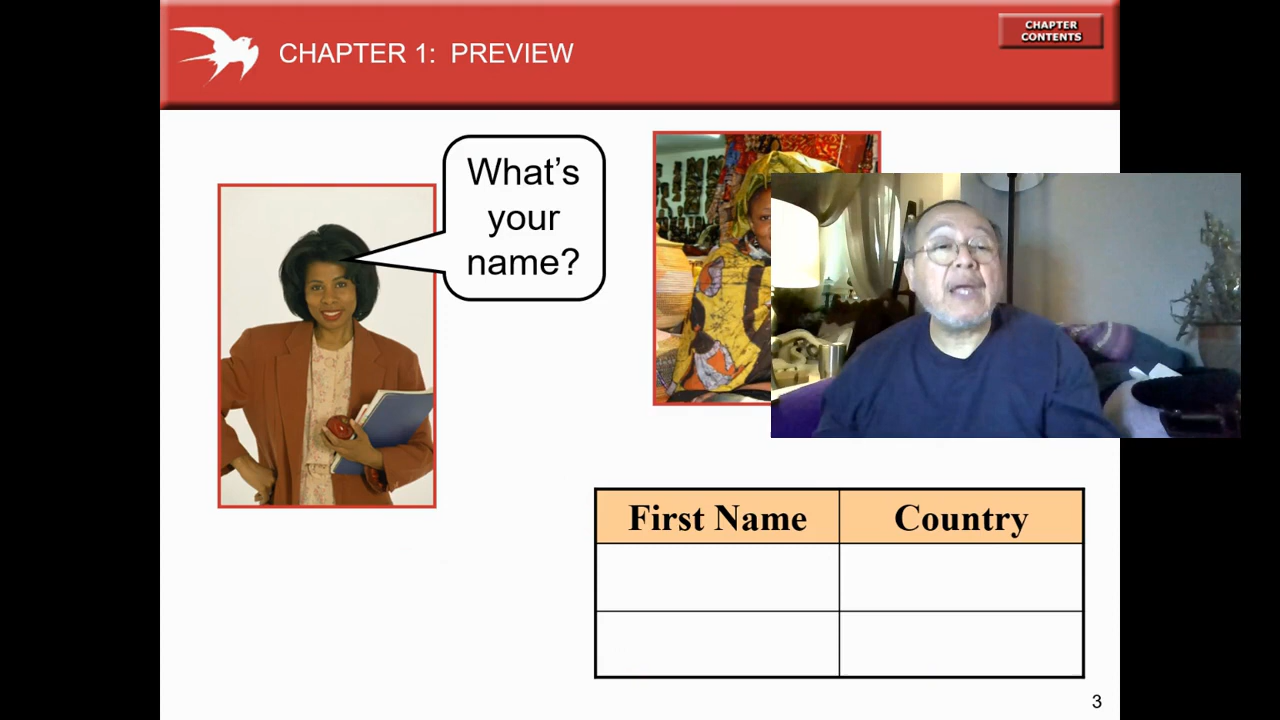 CHAPTER 1: PREVIEW
CHAPTER
CONTENTS
What’s
your
name?
First Name
Country
3